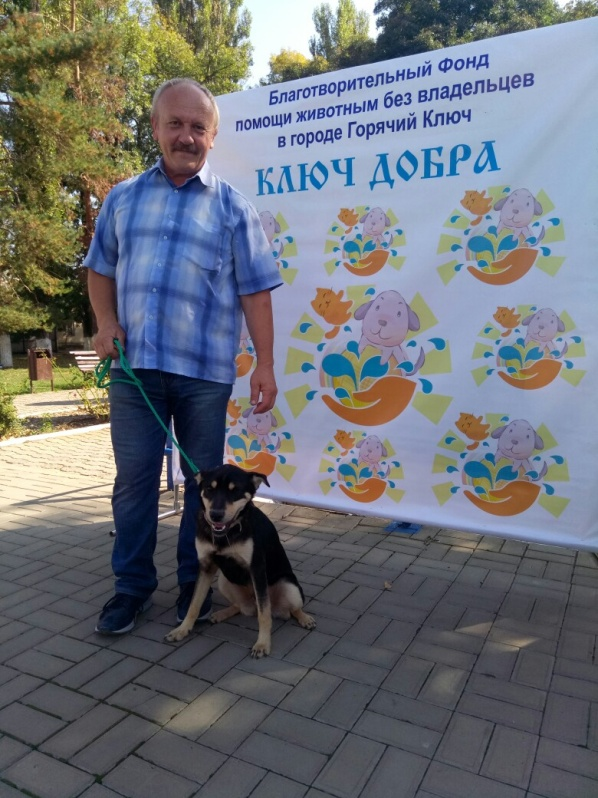 Благотворительный Фонд
помощи животным без владельцев
в городе Горячий Ключ
КЛЮЧ ДОБРА